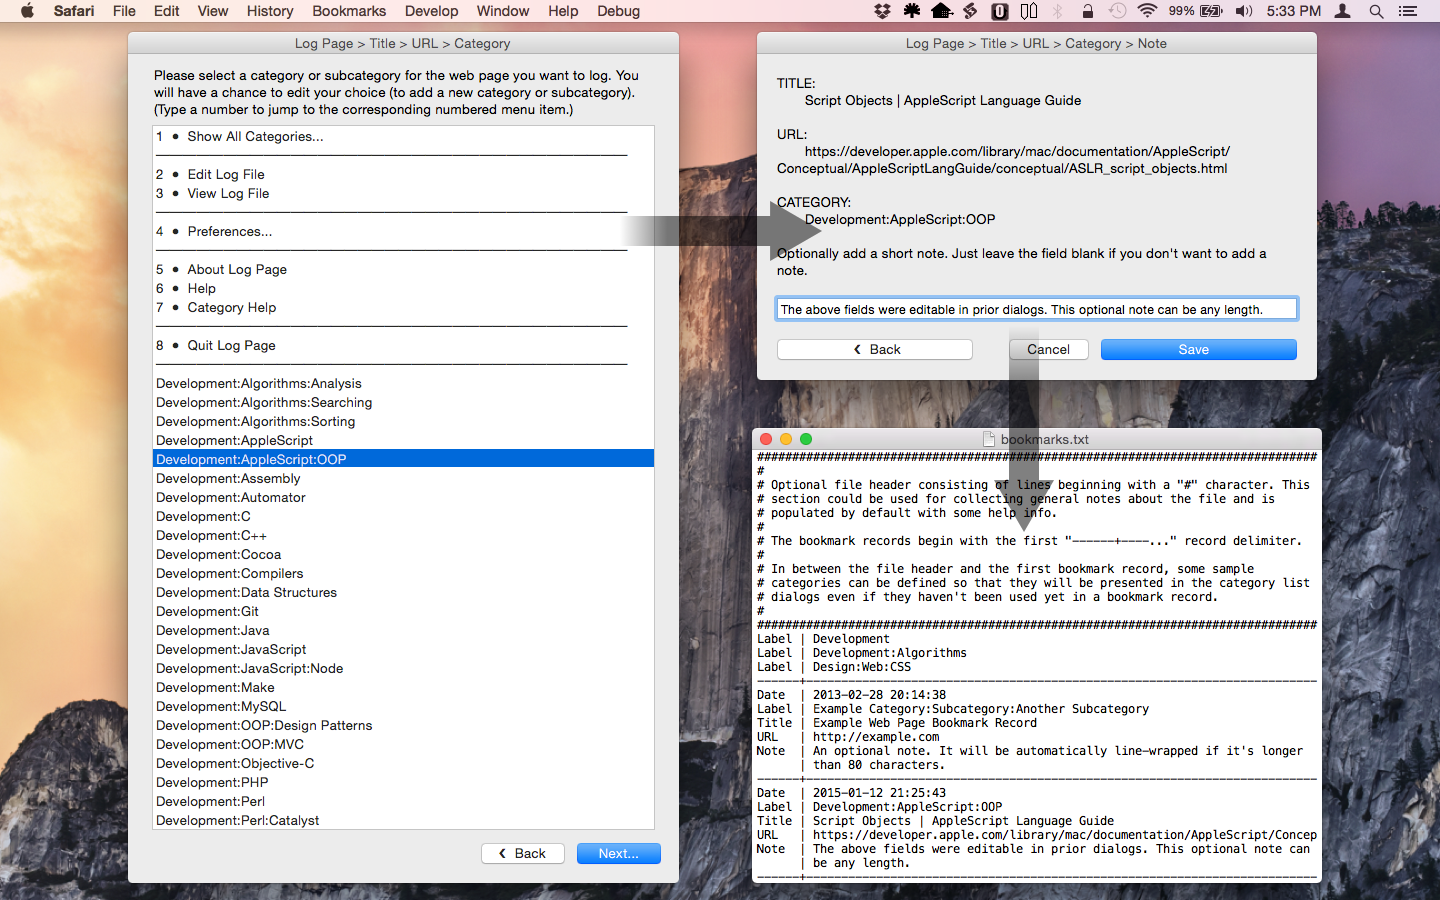 Safari File Edit View History Bookmarks Develop Window Help Debug 99% 5:33 PM
Log Page > Title > URL > Category
Please select a category or subcategory for the web page you want to log. You
will have a chance to edit your choice (to add a new category or subcategory).
(Type a number to jump to the corresponding numbered menu item.)
1 • Show All Categories...
2 • Edit Log File
3 • View Log File
4 • Preferences...
5 • About Log Page
6 • Help
7 • Category Help
8 • Quit Log Page
Development:Algorithms:Analysis
Development:Algorithms:Searching
Development:Algorithms:Sorting
Development:AppleScript
Development:AppleScript:OOP
Development:Assembly
Development:Automator
Development:C
Development:C++
Development:Cocoa
Development:Compilers
Development:Data Structures
Development:Git
Development:Java
Development:JavaScript
Development:JavaScript:Node
Development:Make
Development:MySQL
Development:OOP:Design Patterns
Development:OOP:MVC
Development:Objective-C
Development:PHP
Development:Perl
Development:Perl:Catalyst
Back Next...
Log Page > Title > URL > Category > Note
TITLE:
Script Objects | AppleScript Language Guide
URL:
https://developer.apple.com/library/mac/documentation/AppleScript/
Conceptual/AppleScriptLangGuide/conceptual/ASLR_script_objects.html
CATEGORY:
Development:AppleScript:OOP
Optionally add a short note. Just leave the field blank if you don't want to add a
note.
The above fields were editable in prior dialogs. This optional note can be any length.
Back Cancel Save
bookmarks.txt
################################################################################
#
# Optional file header consisting of lines beginning with a "#" character. This
# section could be used for collecting general notes about the file and is
# populated by default with some help info.
#
# The bookmark records begin with the first "------+----..." record delimiter.
#
# In between the file header and the first bookmark record, some sample
# categories can be defined so that they will be presented in the category list
# dialogs even if they haven't been used yet in a bookmark record.
#
################################################################################
Label | Development
Label | Development:Algorithms
Label | Design:Web:CSS
------+-------------------------------------------------------------------------
Date | 2013-02-28 20:14:38
Label | Example Category:Subcategory:Another Subcategory
Title | Example Web Page Bookmark Record
URL | http://example.com
Note | An optional note. It will be automatically line-wrapped if it's longer
| than 80 characters.
------+-------------------------------------------------------------------------
Date | 2015-01-12 21:25:43
Label | Development:AppleScript:OOP
Title | Script Objects | AppleScript Language Guide
URL | https://developer.apple.com/library/mac/documentation/AppleScript/Concep
Note | The above fields were editable in prior dialogs. This optional note can
| be any length.
------+-------------------------------------------------------------------------